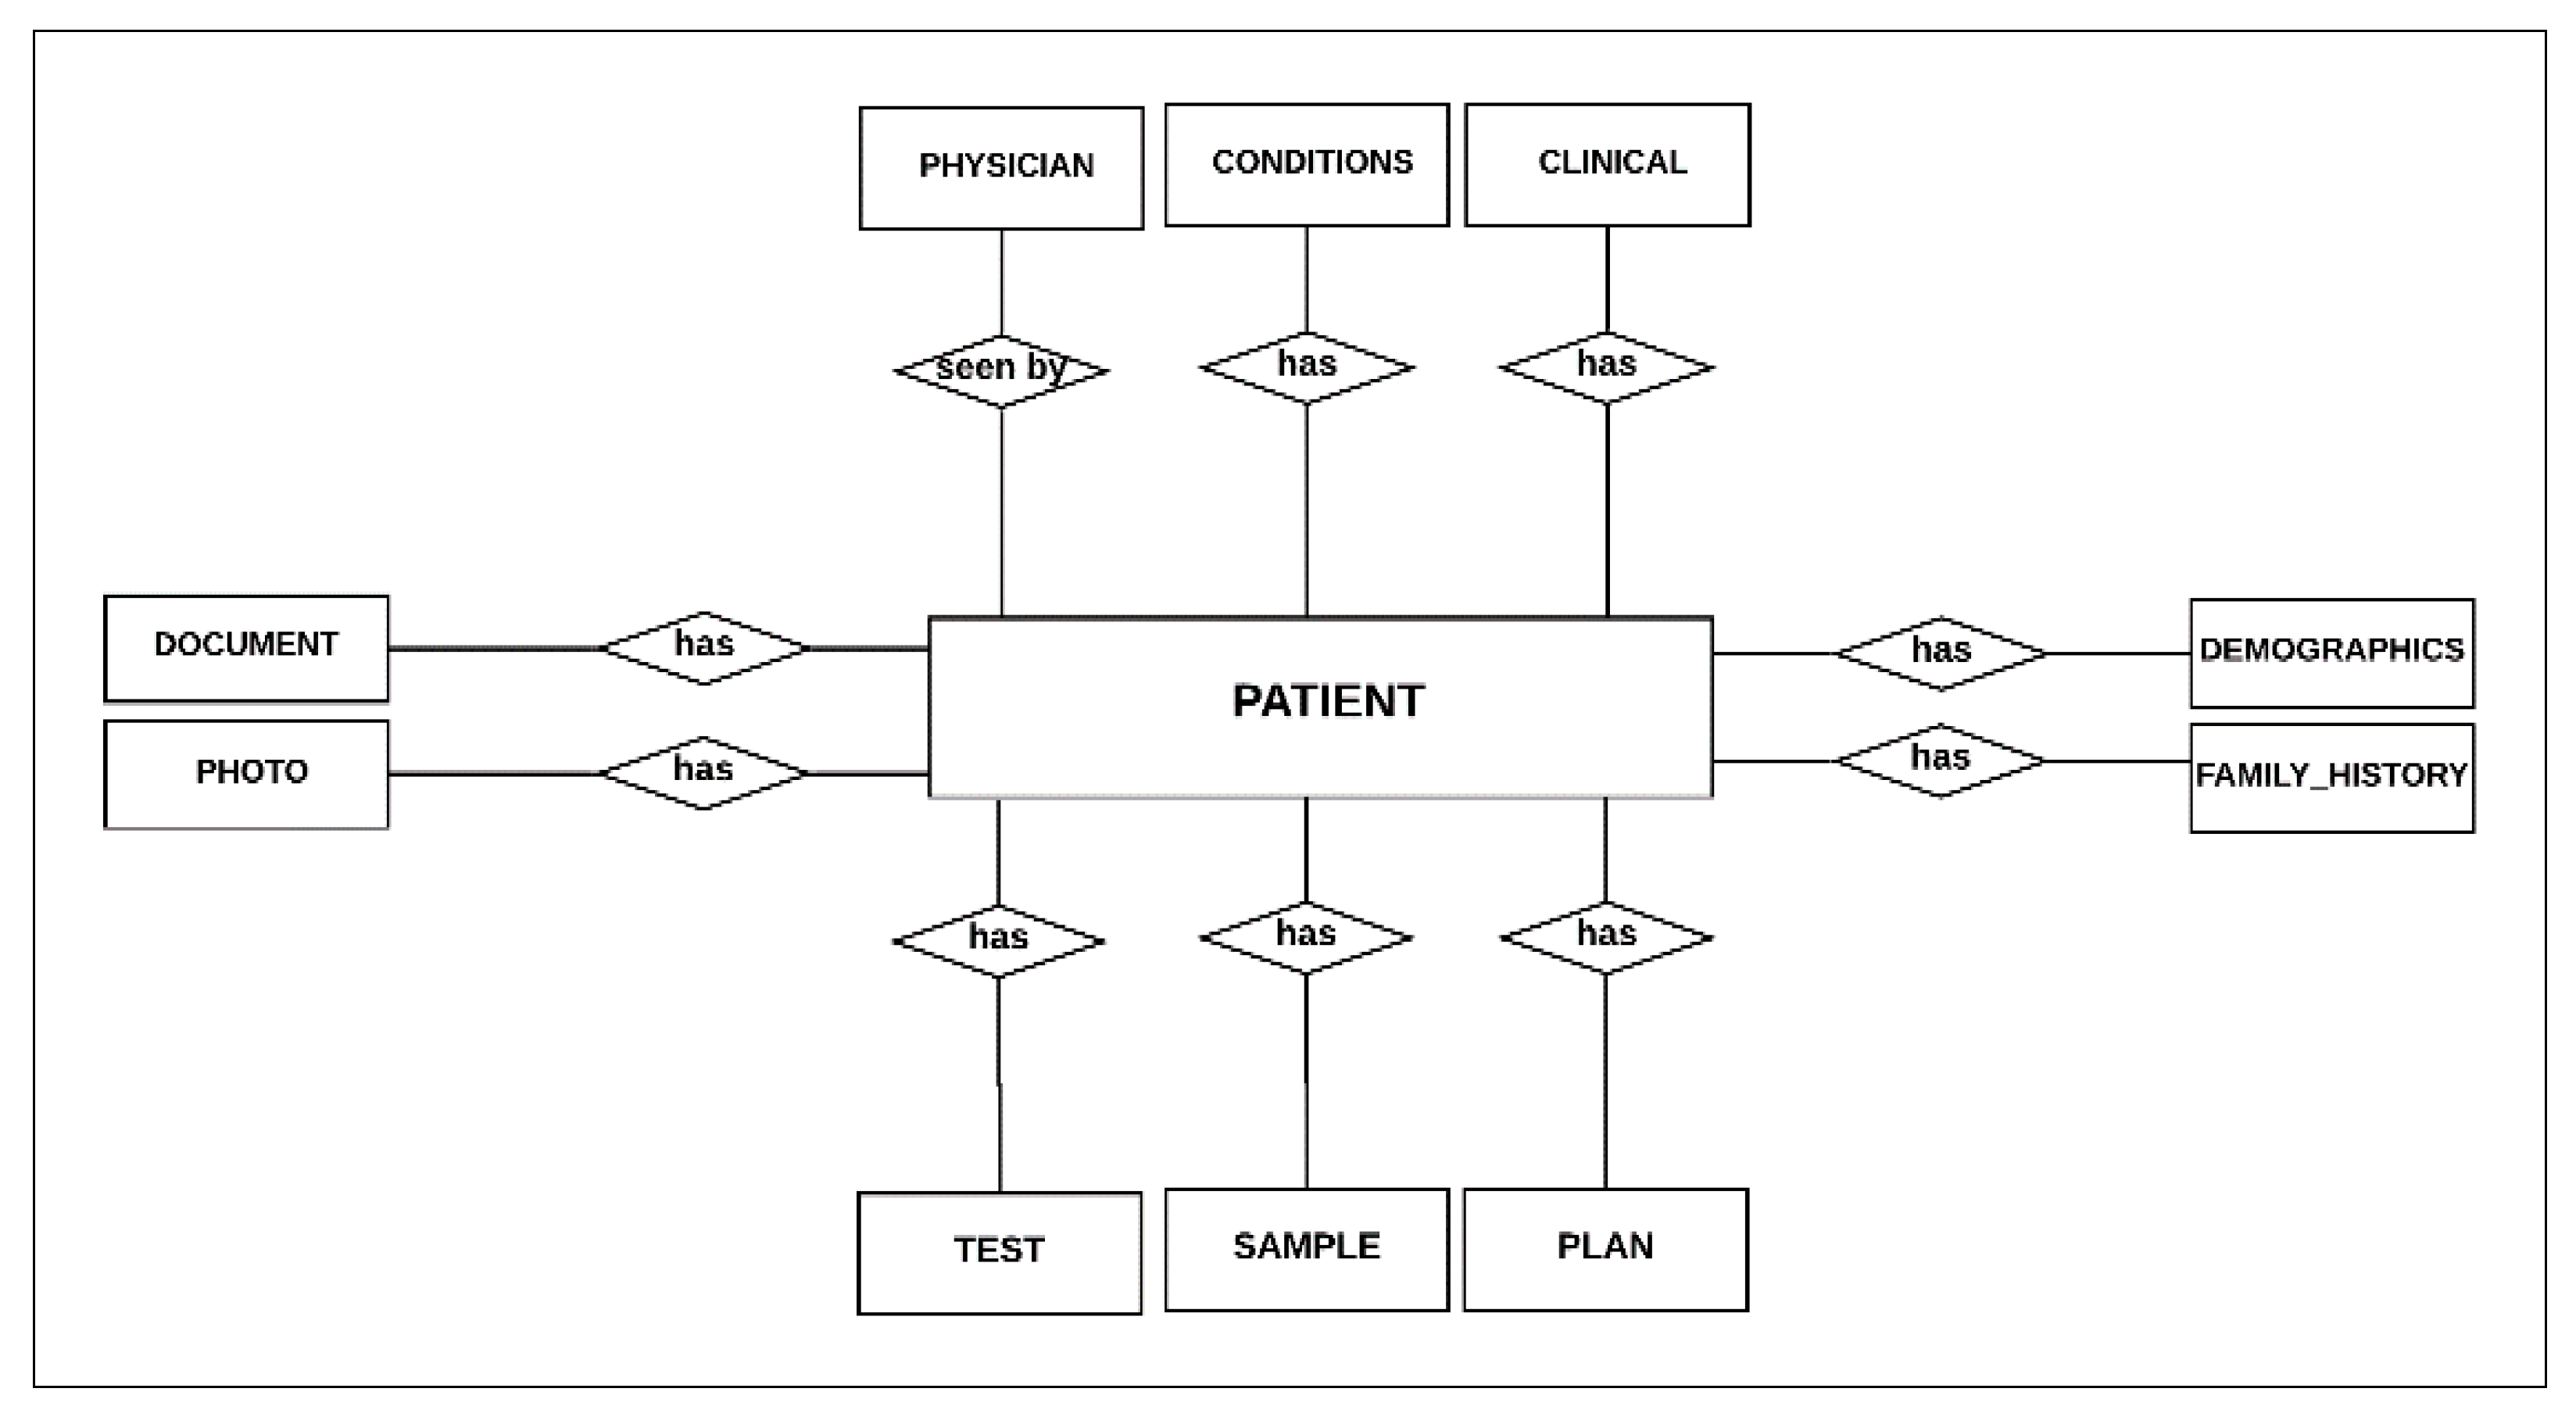 PHYSICIAN
CONDITIONS
CLINICAL
seen by
has
has
DOCUMENT
has
PATIENT
has
DEMOGRAPHICS
PHOTO
has
has
FAMILY_HISTORY
has
has
has
TEST
SAMPLE
PLAN